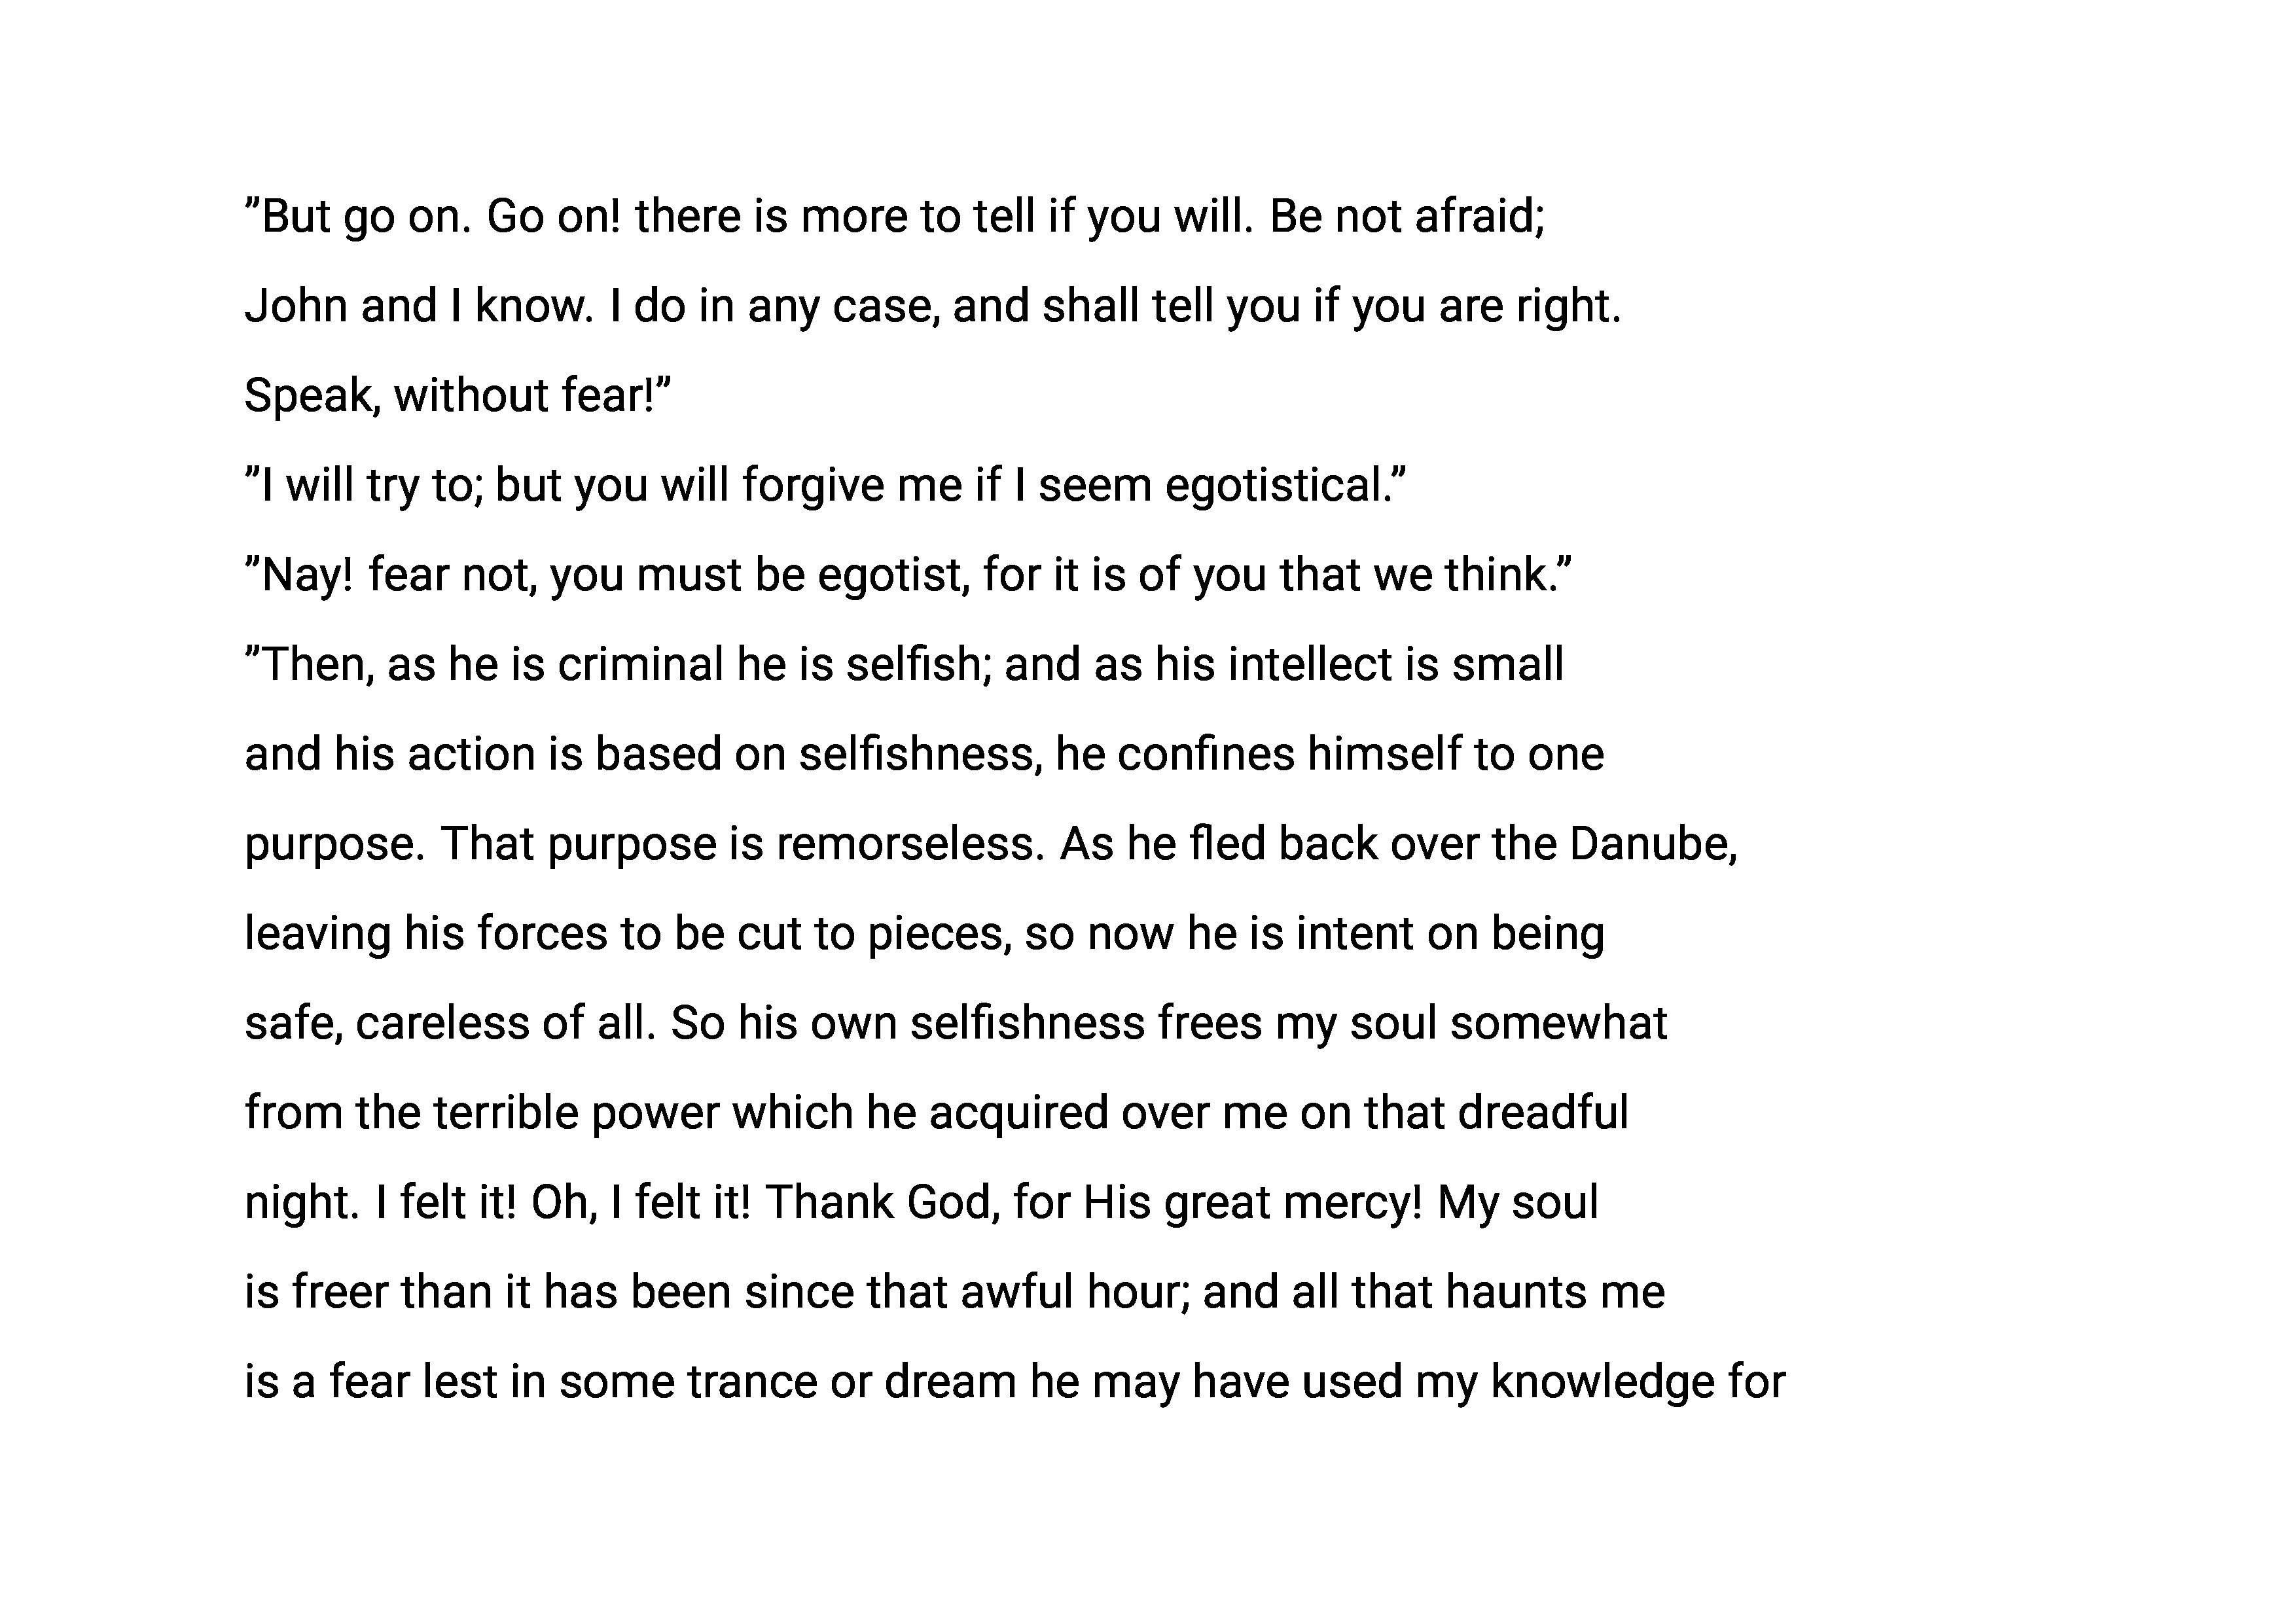 ”But go on. Go on! there is more to tell if you will. Be not afraid;
John and I know. I do in any case, and shall tell you if you are right.
Speak, without fear!”
”I will try to; but you will forgive me if I seem egotistical.”
”Nay! fear not, you must be egotist, for it is of you that we think.”
”Then, as he is criminal he is selfish; and as his intellect is small
and his action is based on selfishness, he confines himself to one
purpose. That purpose is remorseless. As he fled back over the Danube,
leaving his forces to be cut to pieces, so now he is intent on being
safe, careless of all. So his own selfishness frees my soul somewhat
from the terrible power which he acquired over me on that dreadful
night. I felt it! Oh, I felt it! Thank God, for His great mercy! My soul
is freer than it has been since that awful hour; and all that haunts me
is a fear lest in some trance or dream he may have used my knowledge for